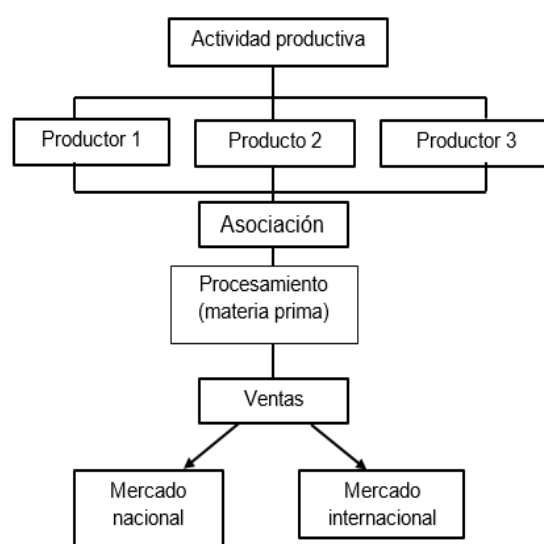 Actividad productiva
Productor 1
Producto 2
Productor 3
Asociación
Procesamiento
(materia prima)
Ventas
Mercado
nacional
Mercado
internacional